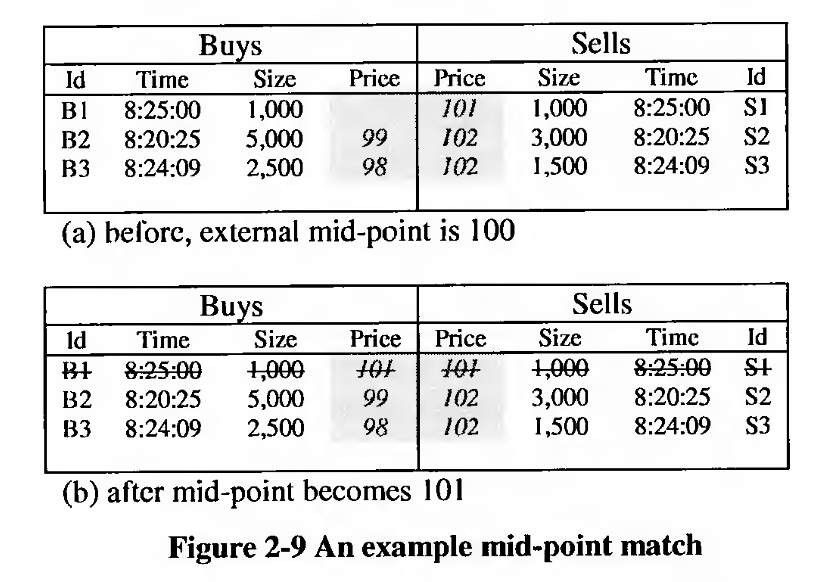 Buys Sells
Id Time Size Price Price Size Time Id
B1 8:25:00 1,000 101 1,000 8:25:00 S1
B2 8:20:25 5,000 99 102 3,000 8:20:25 S2
B3 8:24:09 2,500 98 102 1,500 8:24:09 S3
(a) before, external mid-point is 100
Buys Sells
Id Time Size Price Price Size Time Id
B1 8:25:00 1,000 101 101 1,000 8:25:00 S1
B2 8:20:25 5,000 99 102 3,000 8:20:25 S2
B3 8:24:09 2,500 98 102 1,500 8:24:09 S3
(b) after mid-point becomes 101
Figure 2-9 An example mid-point match